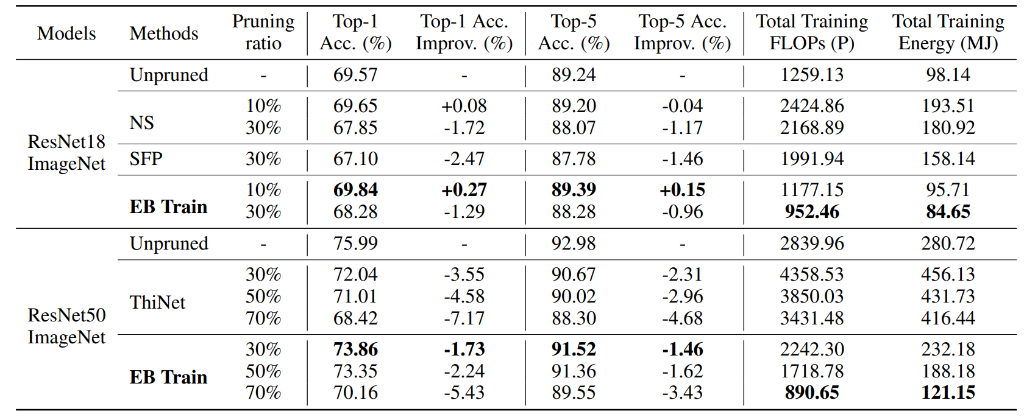 Models Methods Pruning ratio Top-1 Acc. (%) Top-1 Acc. Improv. (%) Top-5 Acc. (%) Top-5 Acc. Improv. (%) Total Training FLOPs (P) Total Training Energy (MJ)
ResNet18 ImageNet
Unpruned - 69.57 - 89.24 - 1259.13 98.14
NS
10% 69.65 +0.08 89.20 -0.04 2424.86 193.51
30% 67.85 -1.72 88.07 -1.17 2168.89 180.92
SFP 30% 67.10 -2.47 87.78 -1.46 1991.94 158.14
EB Train
10% 69.84 +0.27 89.39 +0.15 1177.15 95.71
30% 68.28 -1.29 88.28 -0.96 952.46 84.65
ResNet50 ImageNet
Unpruned - 75.99 - 92.98 - 2839.96 280.72
ThiNet
30% 72.04 -3.55 90.67 -2.31 4358.53 456.13
50% 71.01 -4.58 90.02 -2.96 3850.03 431.73
70% 68.42 -7.17 88.30 -4.68 3431.48 416.44
EB Train
30% 73.86 -1.73 91.52 -1.46 2242.30 232.18
50% 73.35 -2.24 91.36 -1.62 1718.78 188.18
70% 70.16 -5.43 89.55 -3.43 890.65 121.15